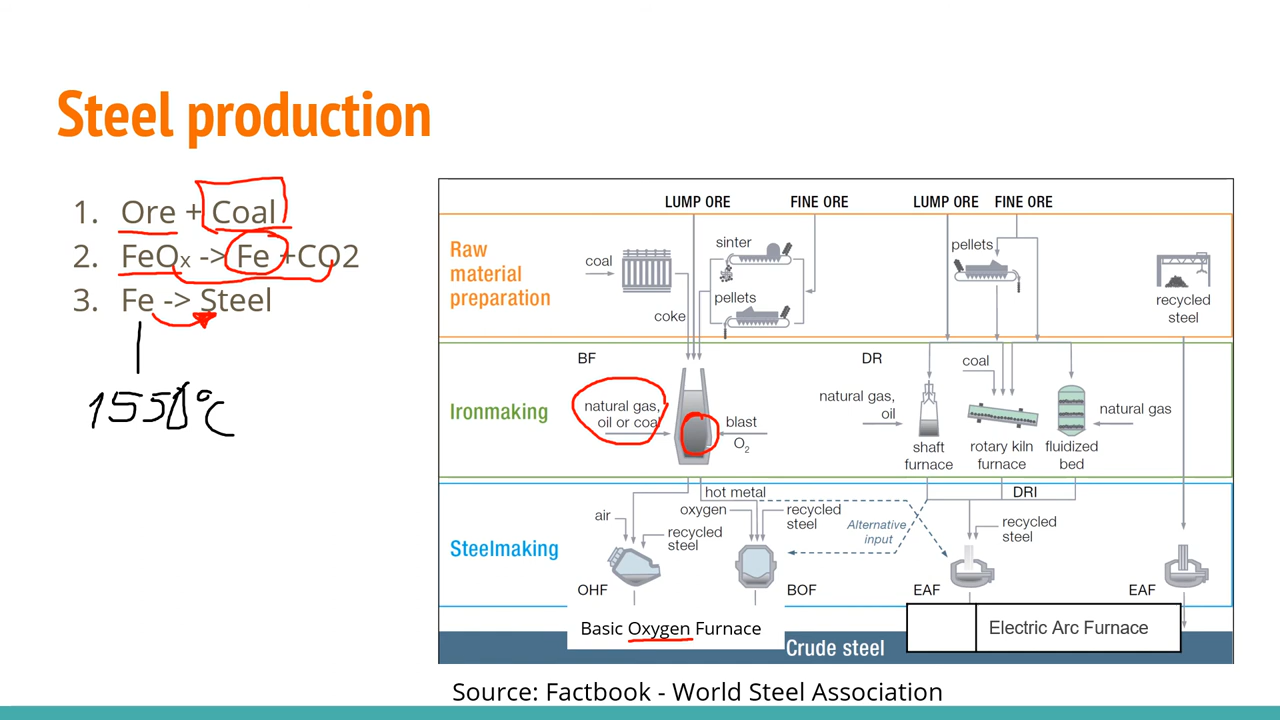 Steel production
1. Ore + Coal
2. FeOx -> Fe +CO2
3. Fe -> Steel
1550°C
LUMP ORE FINE ORE LUMP ORE FINE ORE
Raw
material
preparation
coal
sinter
pellets
coke
pellets
recycled
steel
Ironmaking
BF
natural gas,
oil or coal
blast
O2
DR
coal
natural gas,
oil
natural gas
shaft
furnace
rotary kiln
furnace
fluidized
bed
Steelmaking
hot metal
air
oxygen
recycled
steel
recycled
steel
Alternative
input
DRI
recycled
steel
OHF
BOF
EAF
EAF
Basic Oxygen Furnace
Electric Arc Furnace
Crude steel
Source: Factbook - World Steel Association